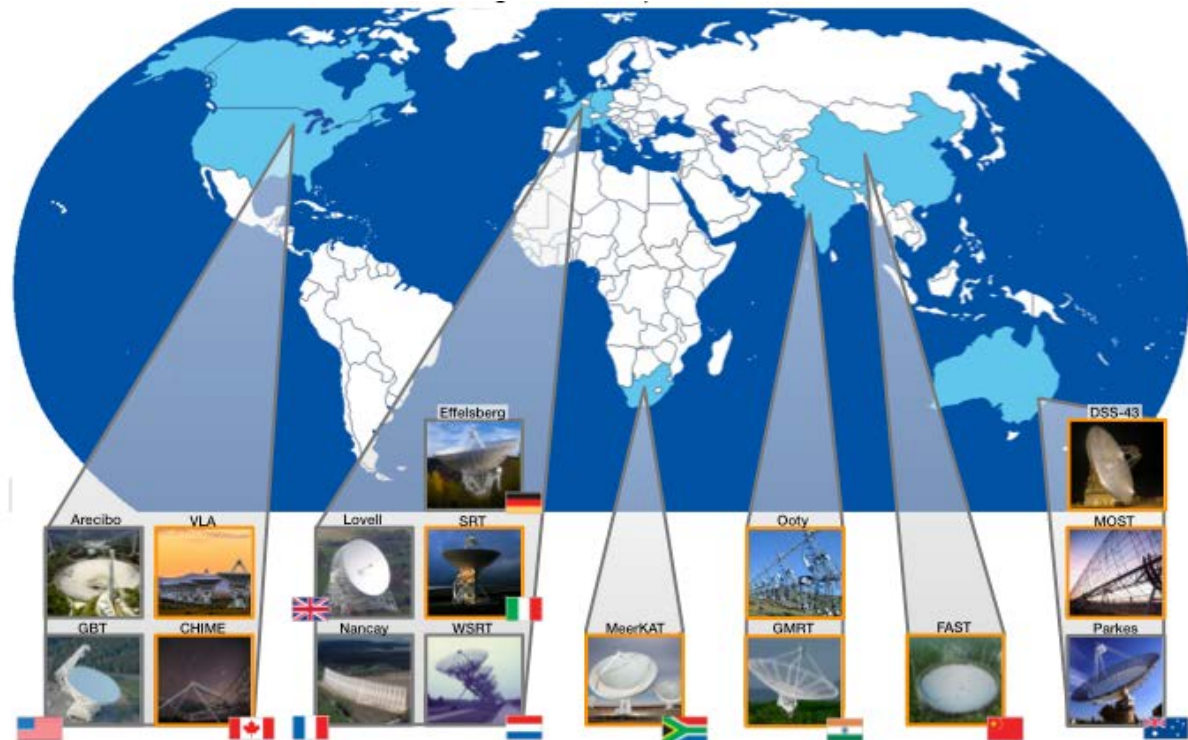 Effelsberg
DSS-43
Arecibo
VLA
Lovell
SRT
Ooty
MOST
GBT
CHIME
Nancay
WSRT
MeerKAT
GMRT
FAST
Parkes